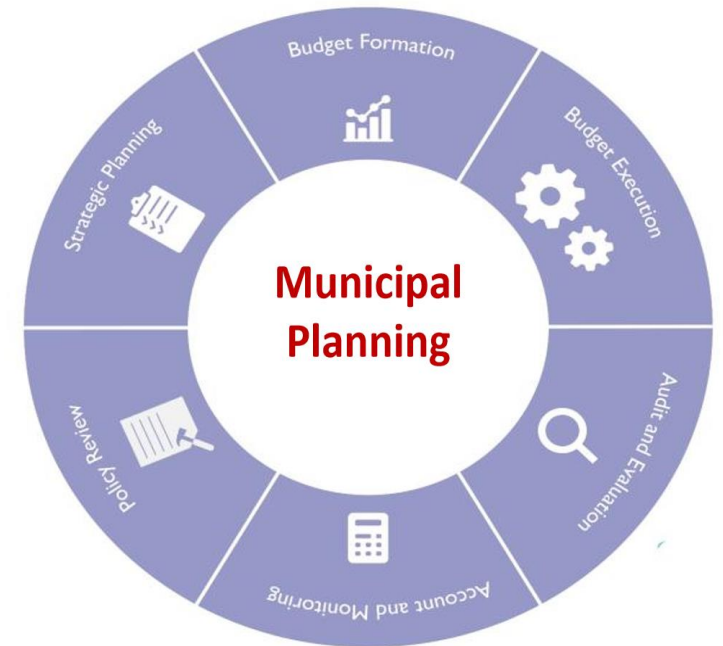 Budget Formation
Budget Execution
Audit and Evaluation
Account and Monitoring
Policy Review
Strategic Planning
Municipal
Planning